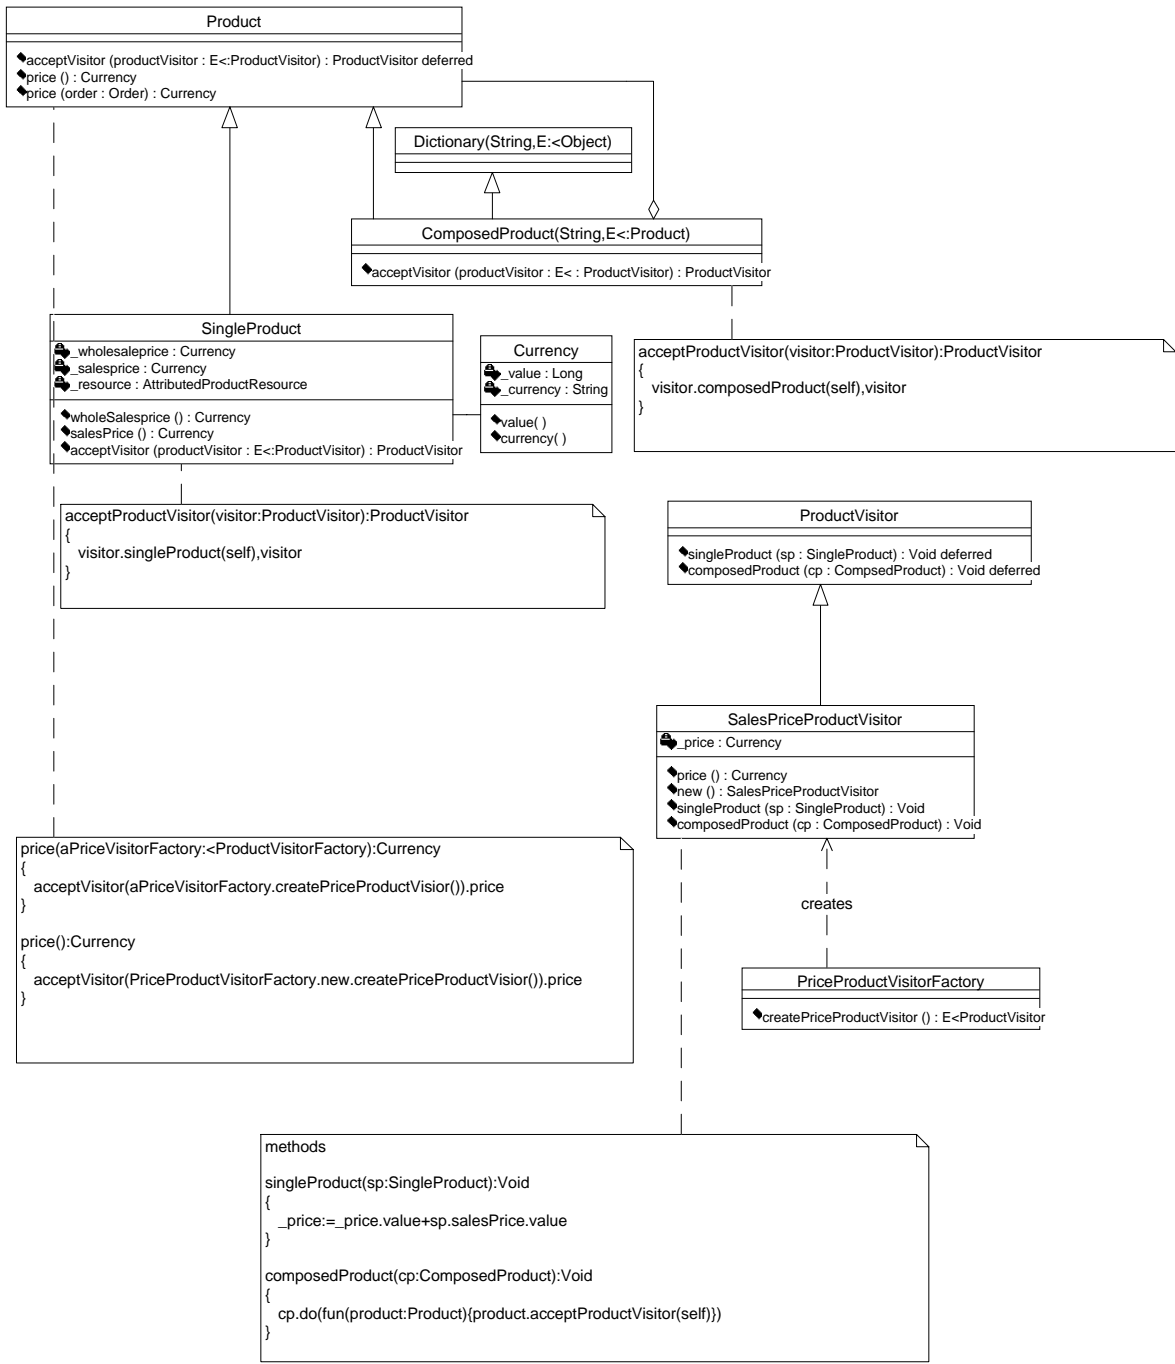 Product
acceptVisitor (productVisitor : E<:ProductVisitor) : ProductVisitor deferred
price () : Currency
price (order : Order) : Currency
Dictionary(String,E:<Object)
ComposedProduct(String,E<:Product)
acceptVisitor (productVisitor : E< : ProductVisitor) : ProductVisitor
SingleProduct
_wholesaleprice : Currency
_salesprice : Currency
_resource : AttributedProductResource
wholeSalesprice () : Currency
salesPrice () : Currency
acceptVisitor (productVisitor : E<:ProductVisitor) : ProductVisitor
Currency
_value : Long
_currency : String
value( )
currency( )
acceptProductVisitor(visitor:ProductVisitor):ProductVisitor
{
visitor.composedProduct(self),visitor
}
acceptProductVisitor(visitor:ProductVisitor):ProductVisitor
{
visitor.singleProduct(self),visitor
}
ProductVisitor
singleProduct (sp : SingleProduct) : Void deferred
composedProduct (cp : CompsedProduct) : Void deferred
SalesPriceProductVisitor
_price : Currency
price () : Currency
new () : SalesPriceProductVisitor
singleProduct (sp : SingleProduct) : Void
composedProduct (cp : ComposedProduct) : Void
price(aPriceVisitorFactory:<ProductVisitorFactory):Currency
{
acceptVisitor(aPriceVisitorFactory.createPriceProductVisior()).price
}
price():Currency
{
acceptVisitor(PriceProductVisitorFactory.new.createPriceProductVisior()).price
}
creates
PriceProductVisitorFactory
createPriceProductVisitor () : E<ProductVisitor
methods
singleProduct(sp:SingleProduct):Void
{
_price:=_price.value+sp.salesPrice.value
}
composedProduct(cp:ComposedProduct):Void
{
cp.do(fun(product:Product){product.acceptProductVisitor(self)})
}